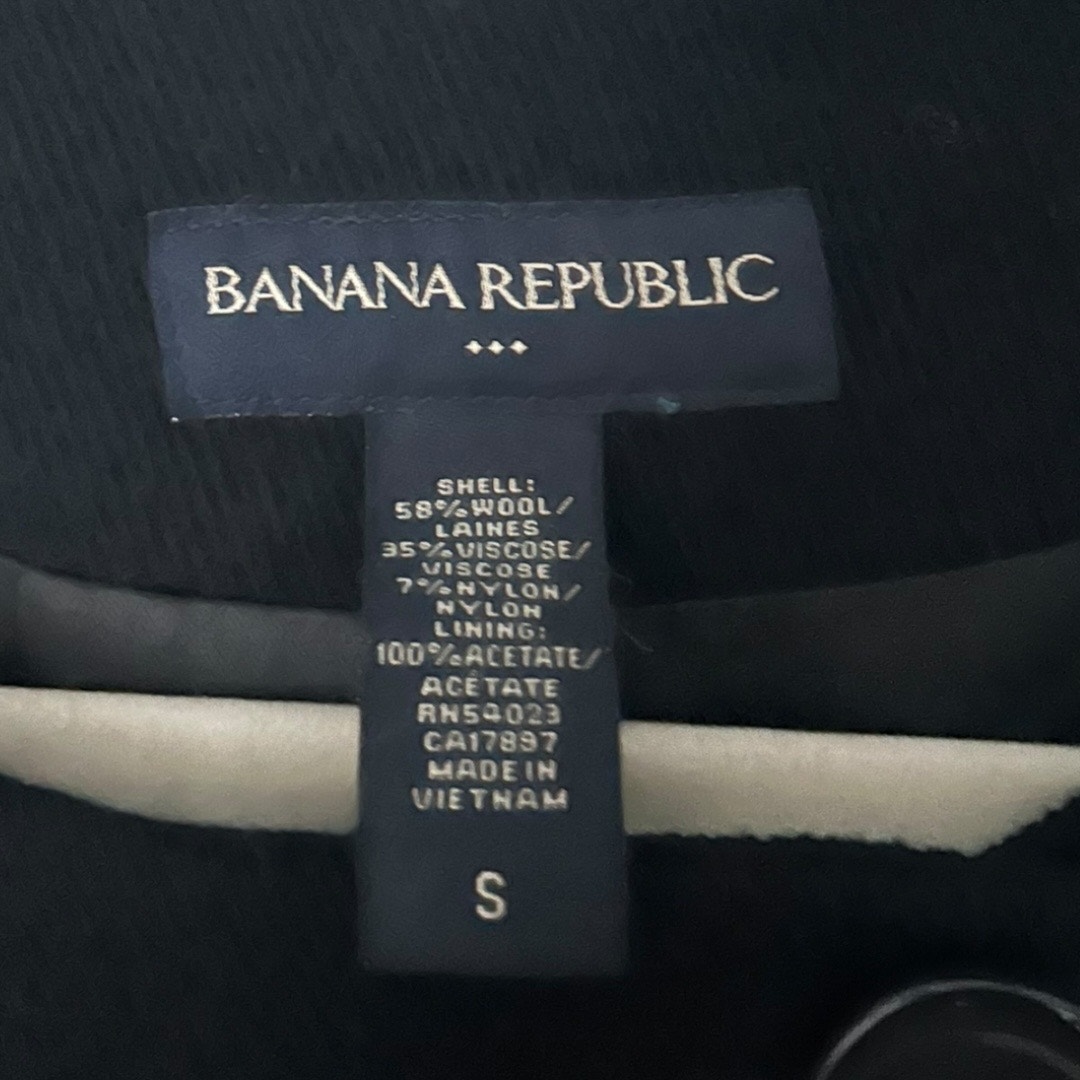 BANANA REPUBLIC
SHELL:
58%WOOL/
LAINES
35%VISCOSE/
VISCOSE
7%NYLON/
NYLON
LINING:
100%ACETATE/
ACÉTATE
RN54023
CA17897
MADE IN
VIETNAM
S